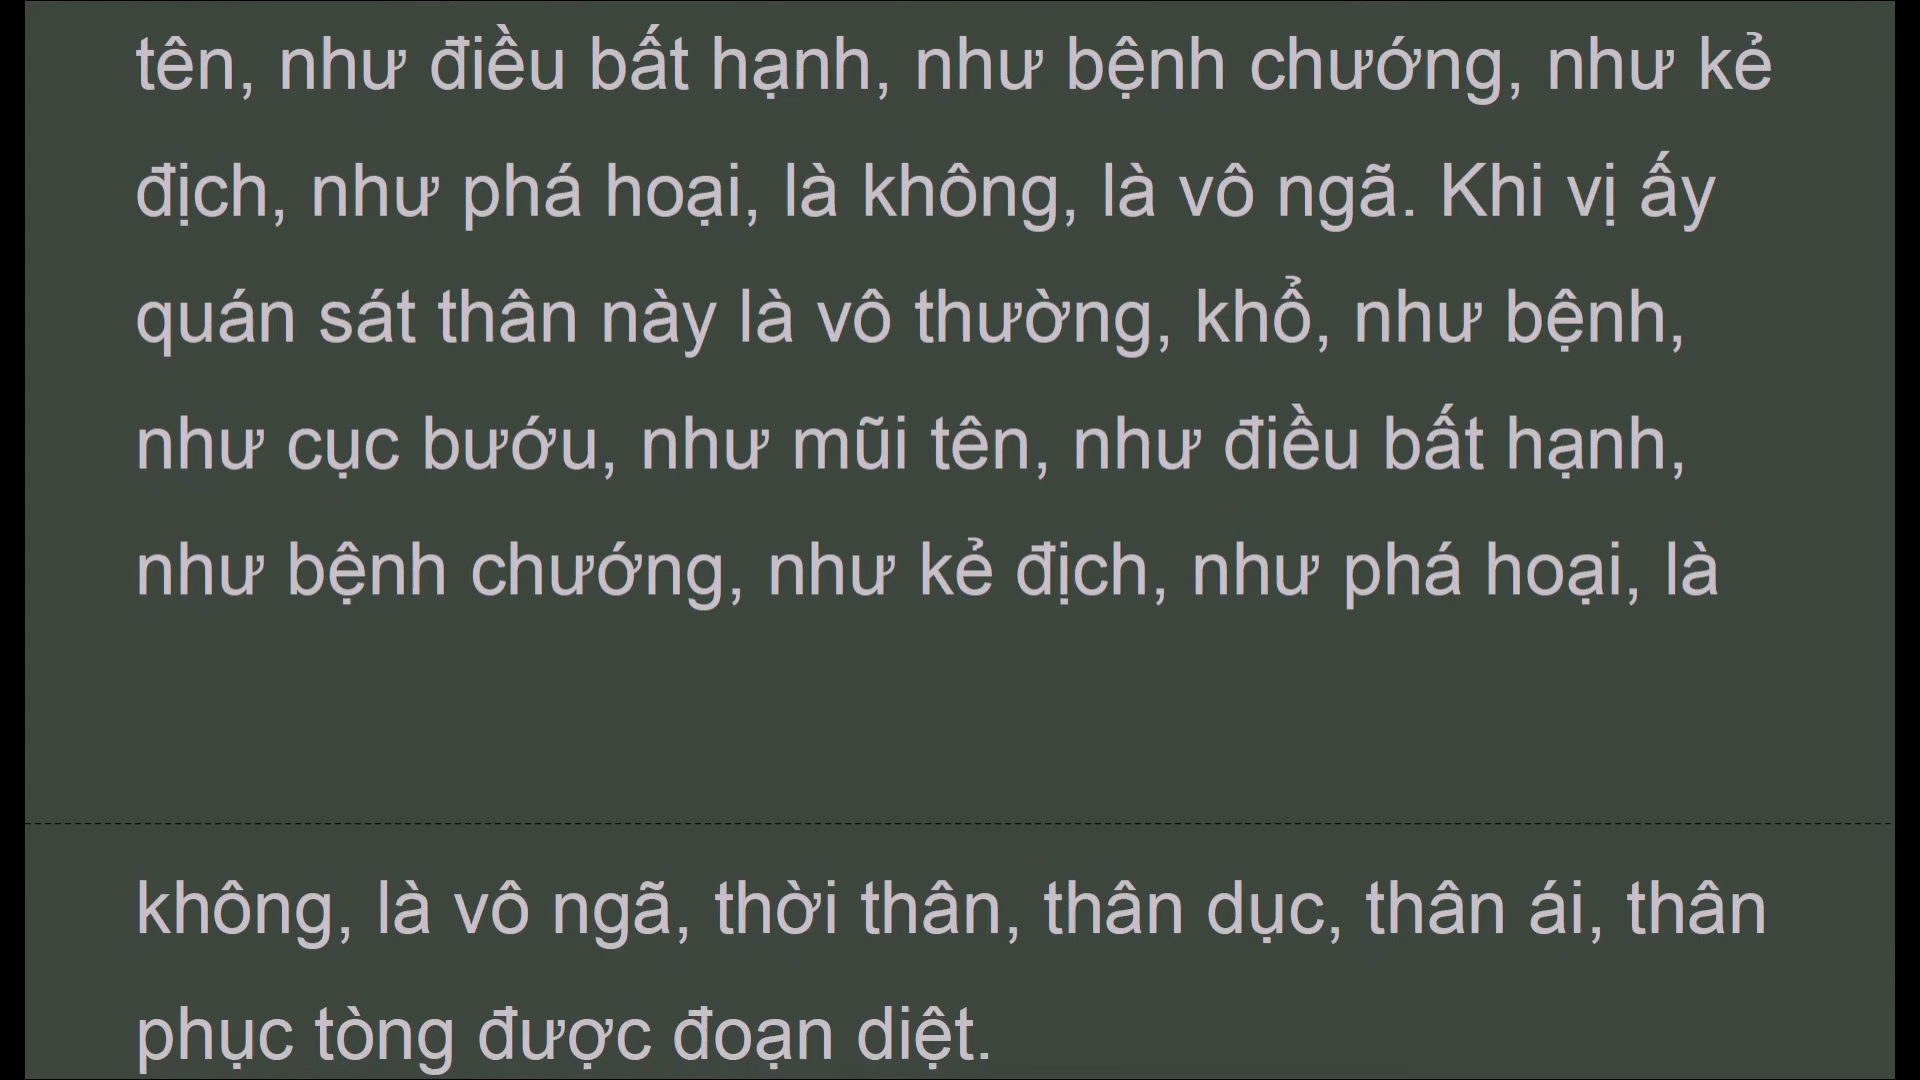 tên, như điều bất hạnh, như bệnh chướng, như kẻ
địch, như phá hoại, là không, là vô ngã. Khi vị ấy
quán sát thân này là vô thường, khổ, như bệnh,
như cục bướu, như mũi tên, như điều bất hạnh,
như bệnh chướng, như kẻ địch, như phá hoại, là
không, là vô ngã, thời thân, thân dục, thân ái, thân
phục tòng được đoạn diệt.